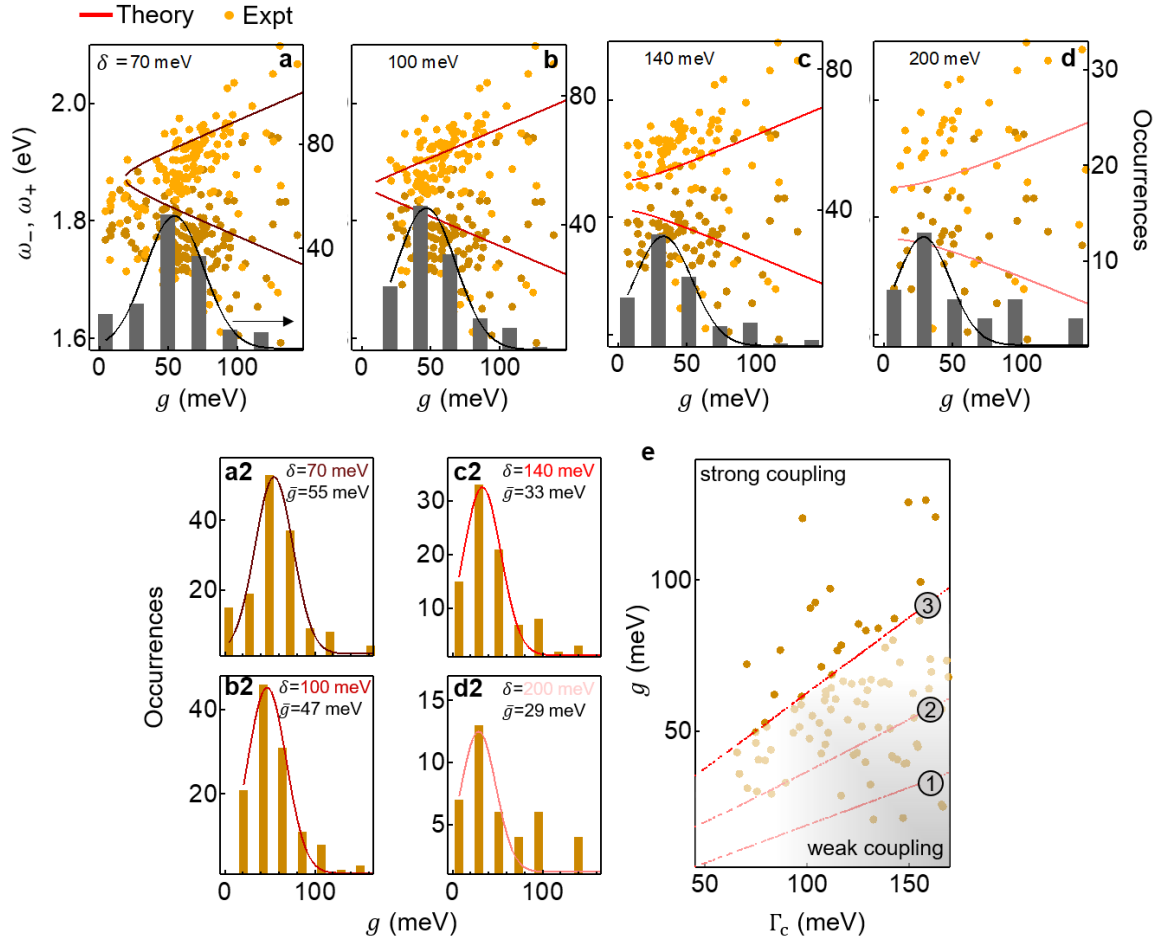 Theory Expt
δ = 70 meV a
100 meV b
140 meV c
200 meV d
ω₋, ω₊ (eV)
2.0
1.8
1.6
80
40
80
40
80
40
30
20
10
Occurrences
0 50 100
0 50 100
0 50 100
0 50 100
g (meV)
g (meV)
g (meV)
g (meV)
a2 δ=70 meV
ḡ=55 meV
40
20
c2 δ=140 meV
ḡ=33 meV
30
20
10
b2 δ=100 meV
ḡ=47 meV
40
20
d2 δ=200 meV
ḡ=29 meV
15
10
5
Occurrences
0 100
0 100
g (meV)
e
strong coupling
3
2
1
weak coupling
100
50
g (meV)
50 100 150
Γc (meV)